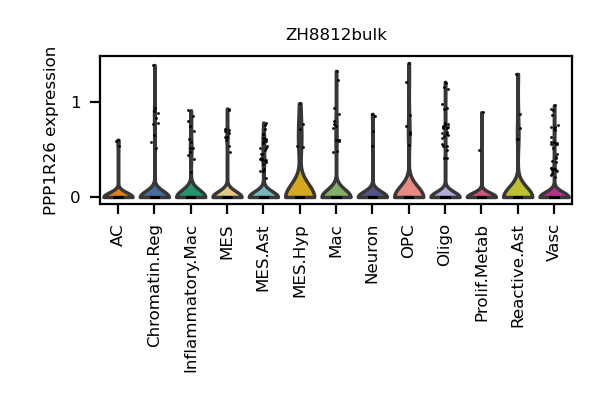 ZH8812bulk
PPP1R26 expression
1
0
AC
Chromatin.Reg
Inflammatory.Mac
MES
MES.Ast
MES.Hyp
Mac
Neuron
OPC
Oligo
Prolif.Metab
Reactive.Ast
Vasc